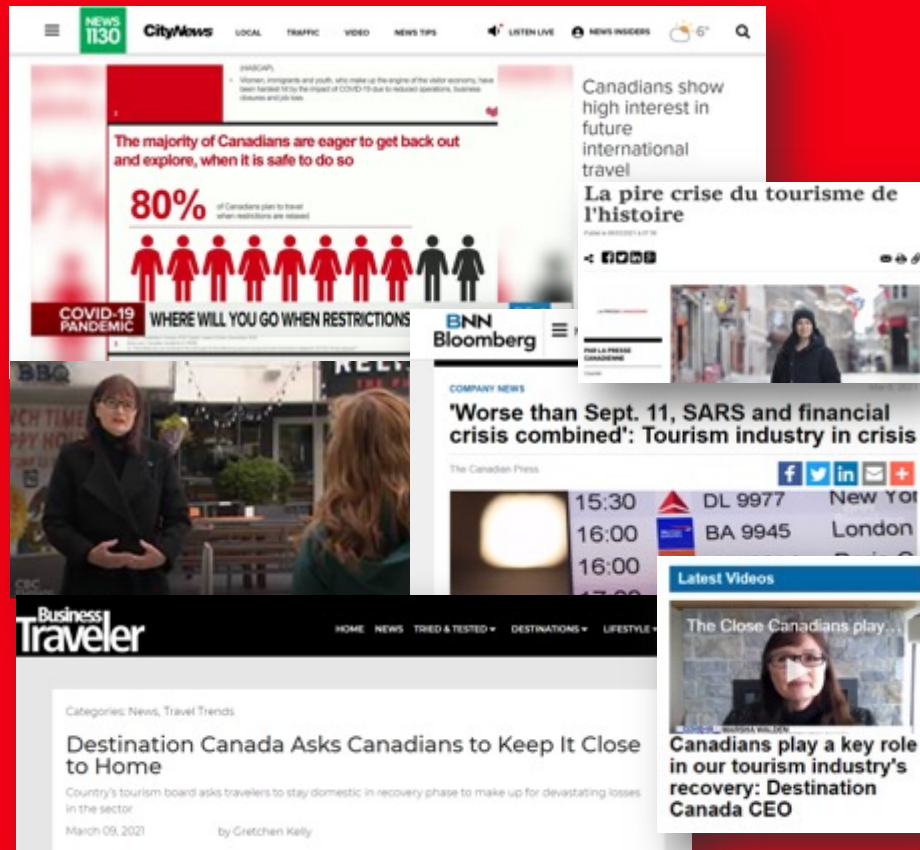 NEWS
1130
CityNews
LOCAL
TRAFFIC
VIDEO
NEWS TIPS
LISTEN LIVE
NEWS INSIDERS
-6°
(HASCAP).
Women, immigrants and youth, who make up the engine of the visitor economy, have
been hardest hit by the impact of COVID-19 due to reduced operations, business
closures and job loss.
The majority of Canadians are eager to get back out
and explore, when it is safe to do so
80%
of Canadians plan to travel
when restrictions are relaxed
COVID-19
PANDEMIC
WHERE WILL YOU GO WHEN RESTRICTIONS
Canadians show
high interest in
future
international
travel
La pire crise du tourisme de
l'histoire
PAR LA PRESSE
CANADIENNE
BNN
Bloomberg
COMPANY NEWS
'Worse than Sept. 11, SARS and financial
crisis combined': Tourism industry in crisis
The Canadian Press
15:30 DL 9977 New Yor
16:00 BA 9945 London
16:00
BBQ
CBC
Business
Traveler
HOME
NEWS
TRIED & TESTED
DESTINATIONS
LIFESTYLE
Categories: News, Travel Trends
Destination Canada Asks Canadians to Keep It Close
to Home
Country's tourism board asks travelers to stay domestic in recovery phase to make up for devastating losses
in the sector
March 09, 2021
by Gretchen Kelly
Latest Videos
The Close Canadians play...
MARSHA WALDEN
Canadians play a key role
in our tourism industry's
recovery: Destination
Canada CEO